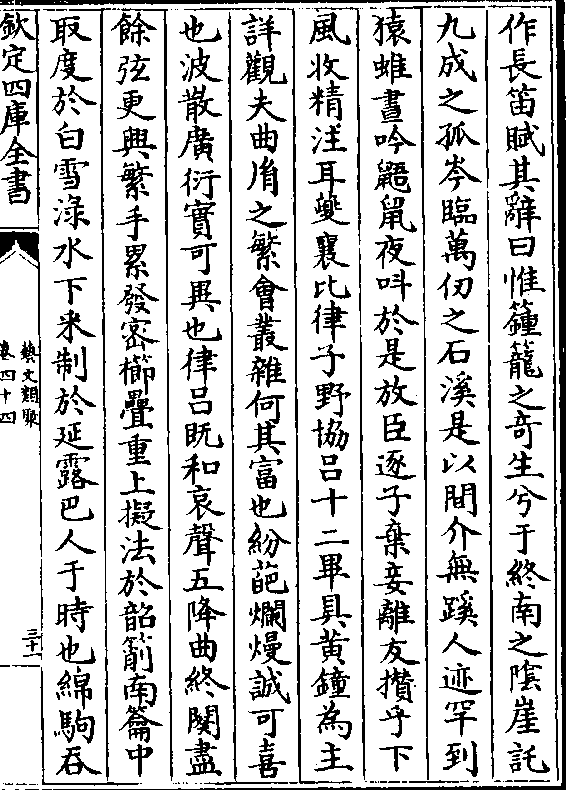 作長笛賦其辭曰惟籦籠之奇生兮于終南之陰崖託
九成之孤岑臨萬仞之石溪是以間介無蹊人迹罕到
猿蜼晝吟鼯鼠夜叫於是放臣逐子棄妾離友攢乎下
風收精注耳夔襄比律子野協呂十二畢具黃鐘為主
詳觀夫曲㣧之繁會叢雜何其富也紛葩爛熳誠可喜
也波散廣衍實可異也律呂既和哀聲五降曲終闋盡
餘弦更興繁手累發密櫛疊重上擬法於韶箾南籥中
取度於白雪淥水下采制於延露巴人于時也綿駒吞
欽定四庫全書
藝文類聚
卷四十四
三十一